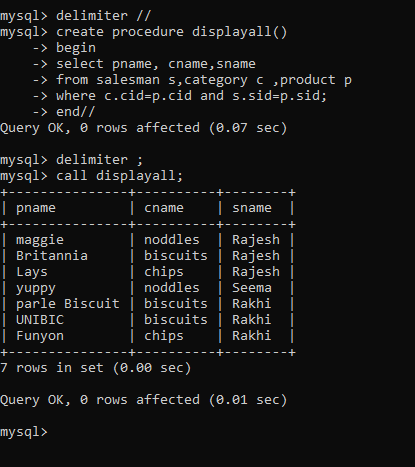 mysql> delimiter //
mysql> create procedure displayall()
    -> begin
    -> select pname, cname,sname
    -> from salesman s,category c ,product p
    -> where c.cid=p.cid and s.sid=p.sid;
    -> end//
Query OK, 0 rows affected (0.07 sec)

mysql> delimiter ;
mysql> call displayall;
+---------------+----------+--------+
| pname         | cname    | sname  |
+---------------+----------+--------+
| maggie        | noddles  | Rajesh |
| Britannia     | biscuits | Rajesh |
| Lays          | chips    | Rajesh |
| yuppy         | noddles  | Seema  |
| parle Biscuit | biscuits | Rakhi  |
| UNIBIC        | biscuits | Rakhi  |
| Funyon        | chips    | Rakhi  |
+---------------+----------+--------+
7 rows in set (0.00 sec)

Query OK, 0 rows affected (0.01 sec)

mysql>